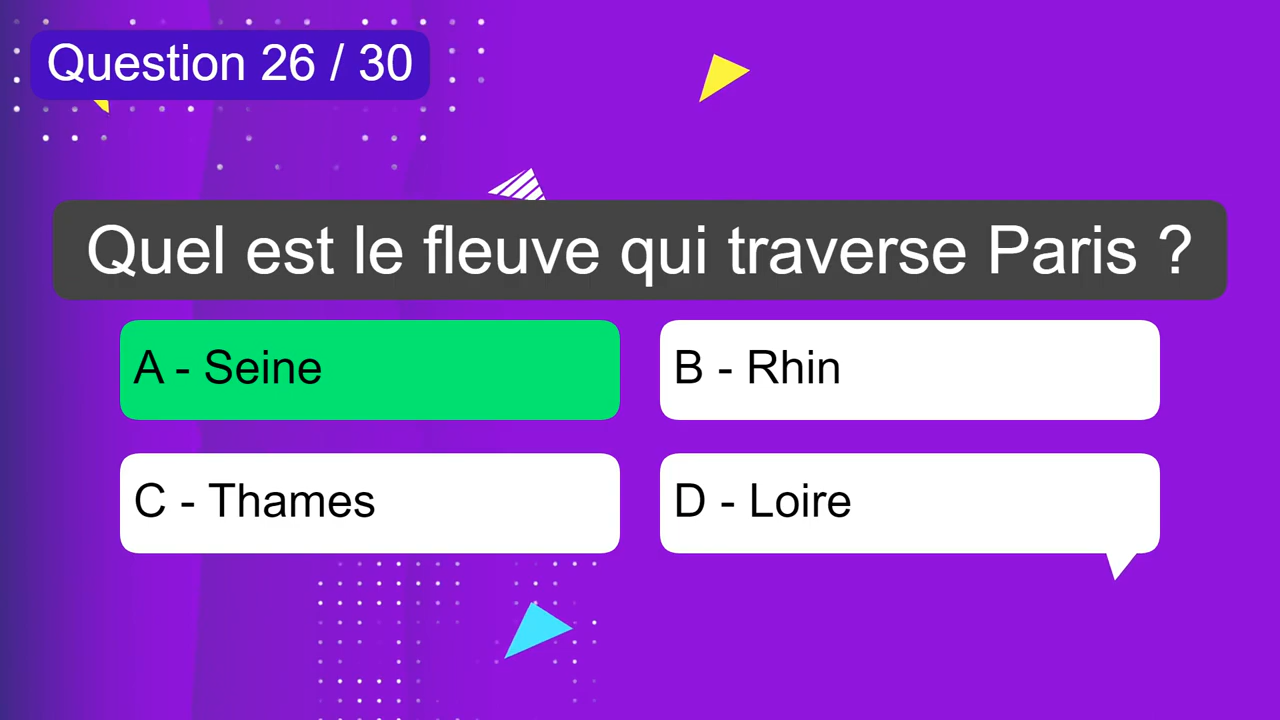 Question 26 / 30
Quel est le fleuve qui traverse Paris ?
A - Seine
B - Rhin
C - Thames
D - Loire